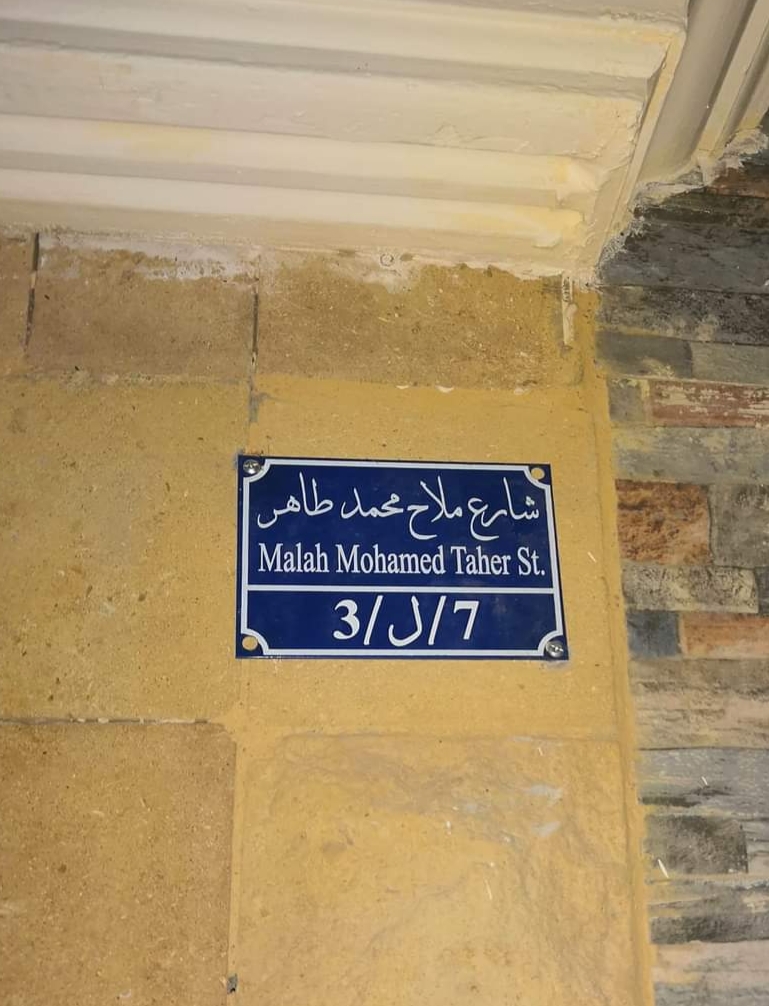 شارع ملاح محمد طاهر
Malah Mohamed Taher St.
3/ل/7